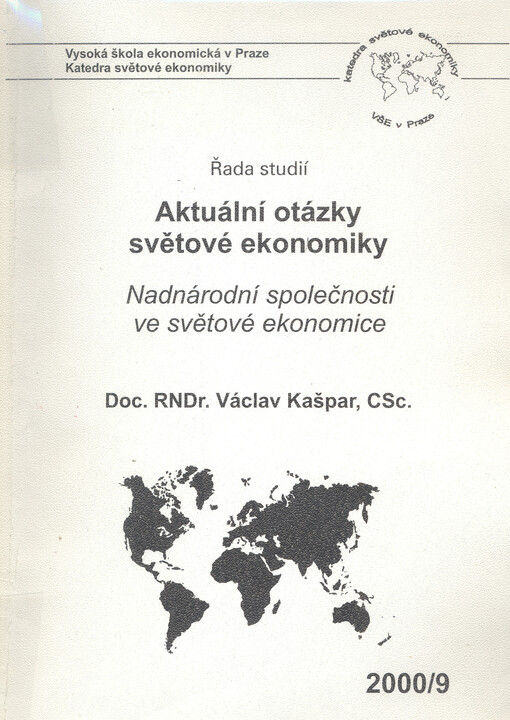 Vysoká škola ekonomická v Praze
Katedra světové ekonomiky
katedra světové ekonomiky
VŠE v Praze
Řada studií
Aktuální otázky
světové ekonomiky
Nadnárodní společnosti
ve světové ekonomice
Doc. RNDr. Václav Kašpar, CSc.
2000/9